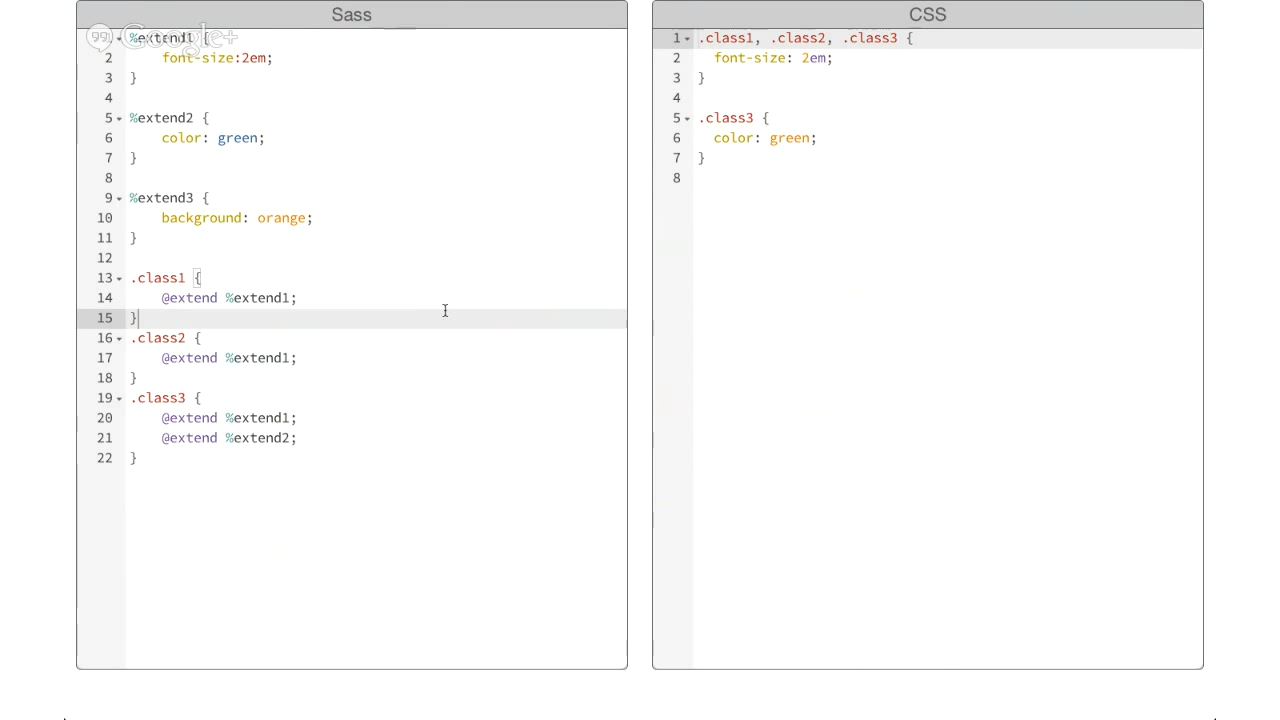 Sass
99 Google+
%extend1 {
2 font-size:2em;
3 }
4
5 %extend2 {
6 color: green;
7 }
8
9 %extend3 {
10 background: orange;
11 }
12
13 .class1 {
14 @extend %extend1;
15 }
16 .class2 {
17 @extend %extend1;
18 }
19 .class3 {
20 @extend %extend1;
21 @extend %extend2;
22 }
CSS
1 .class1, .class2, .class3 {
2 font-size: 2em;
3 }
4
5 .class3 {
6 color: green;
7 }
8